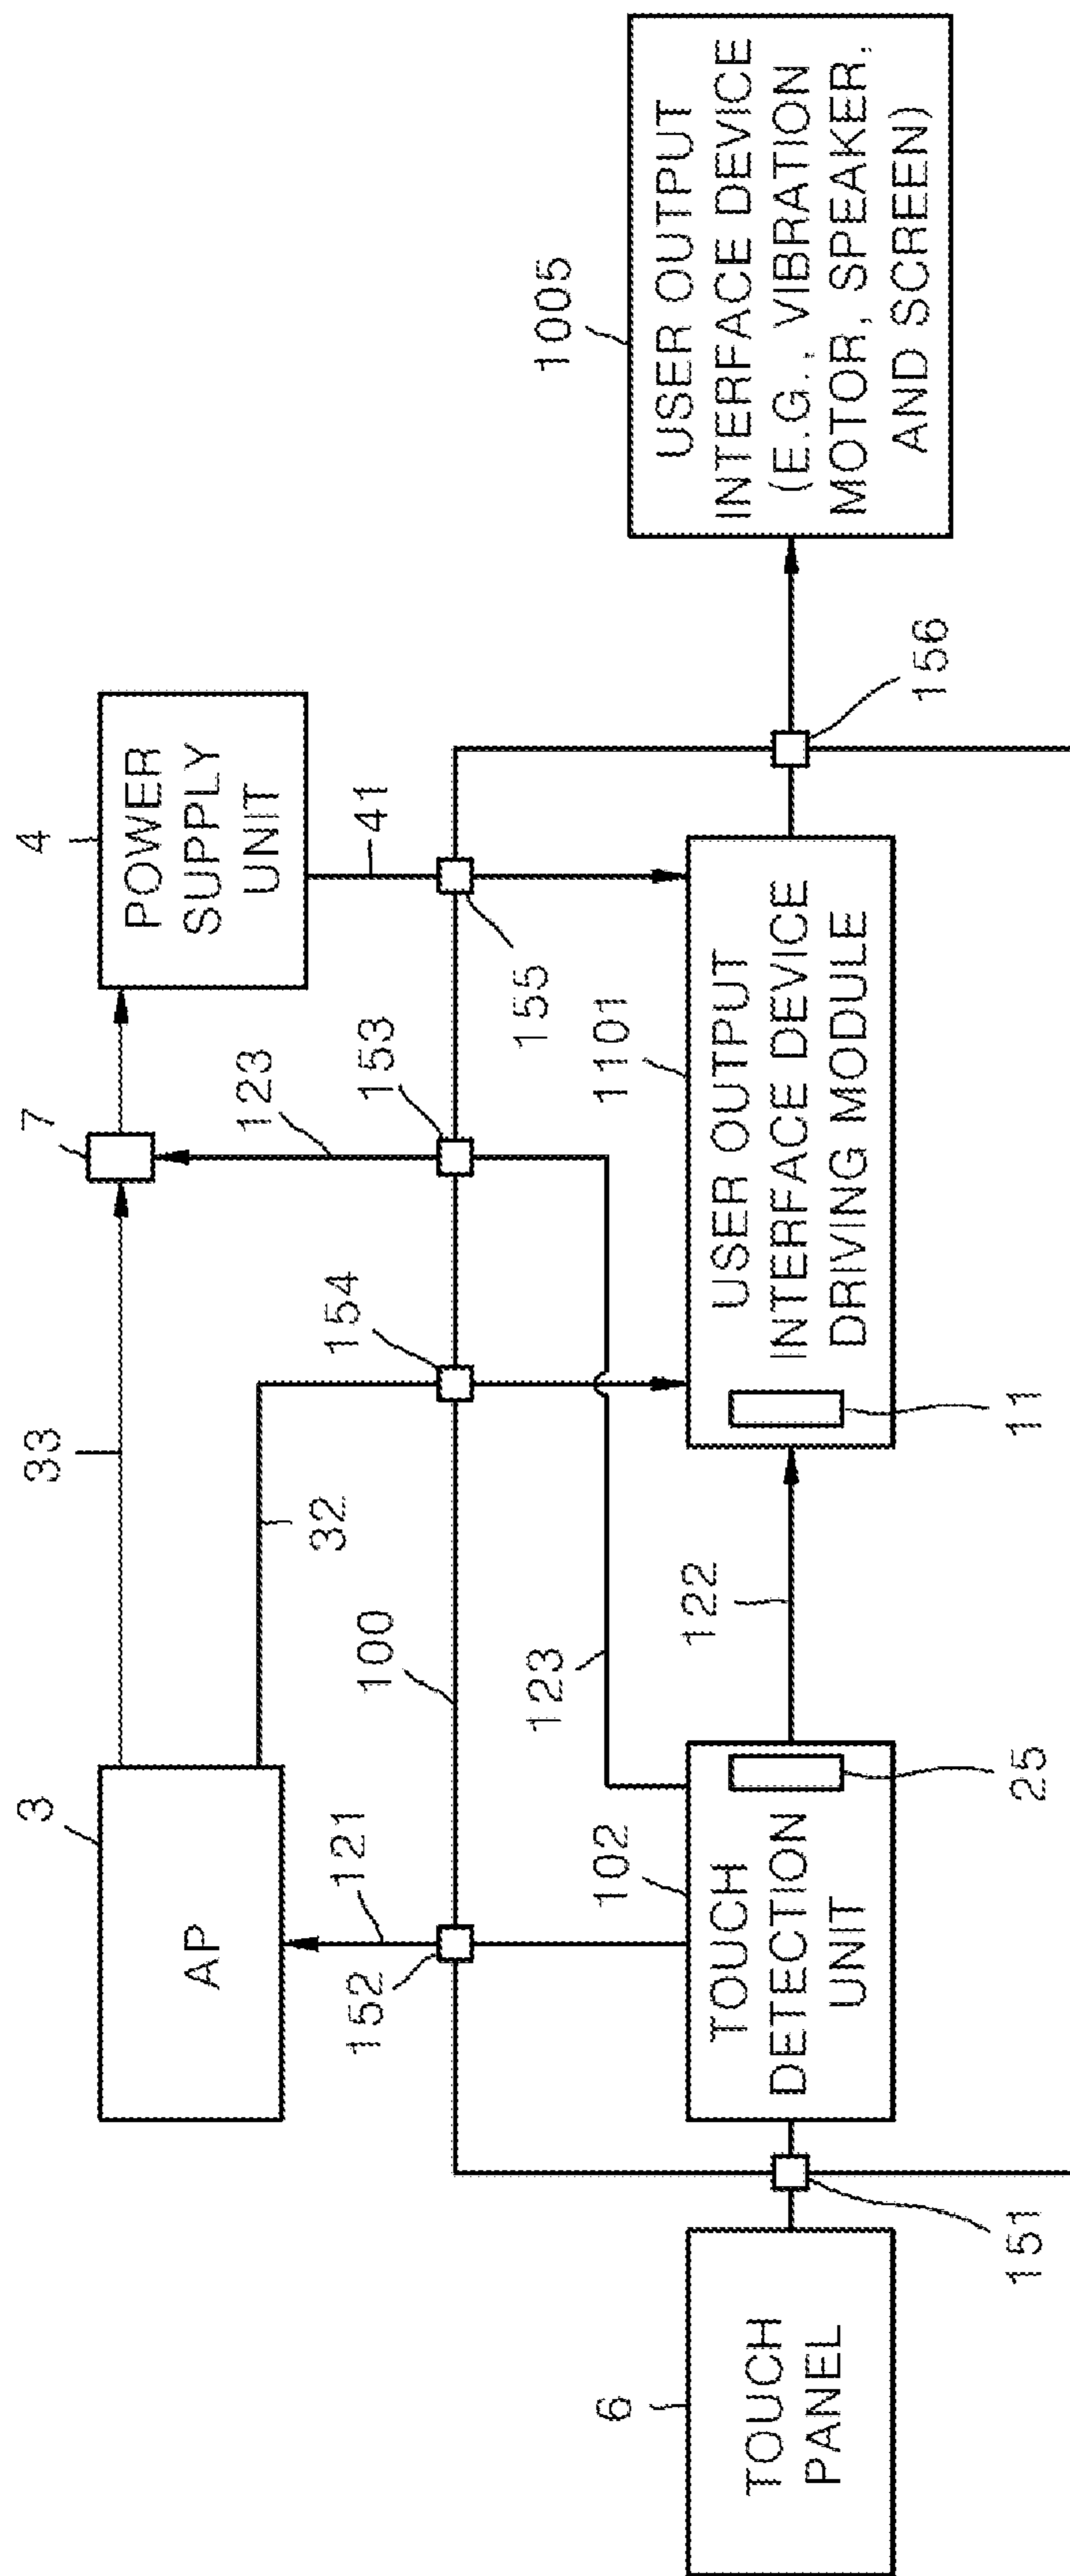 3
AP
33
7
4
POWER
SUPPLY
UNIT
32
123
41
152
121
100
154
153
155
6
TOUCH
PANEL
151
102
TOUCH
DETECTION
UNIT
25
123
122
1101
USER OUTPUT
INTERFACE DEVICE
DRIVING MODULE
11
156
1005
USER OUTPUT
INTERFACE DEVICE
(E.G., VIBRATION
MOTOR, SPEAKER,
AND SCREEN)